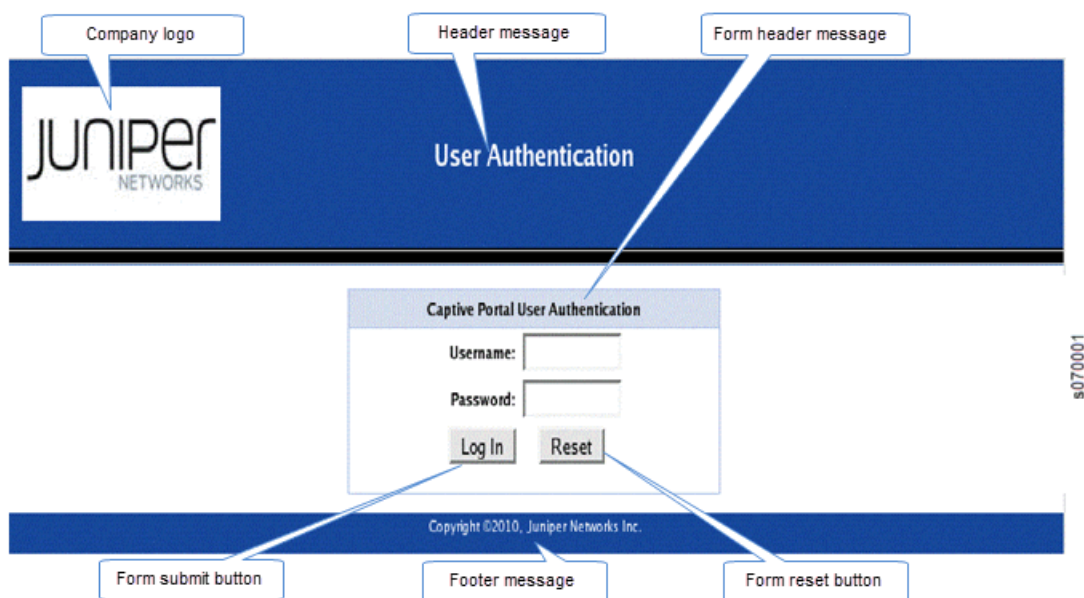 Company logo
Header message
Form header message
JUNIPER
NETWORKS
User Authentication
Captive Portal User Authentication
Username:
Password:
Log In
Reset
s070001
Copyright ©2010, Juniper Networks Inc.
Form submit button
Footer message
Form reset button